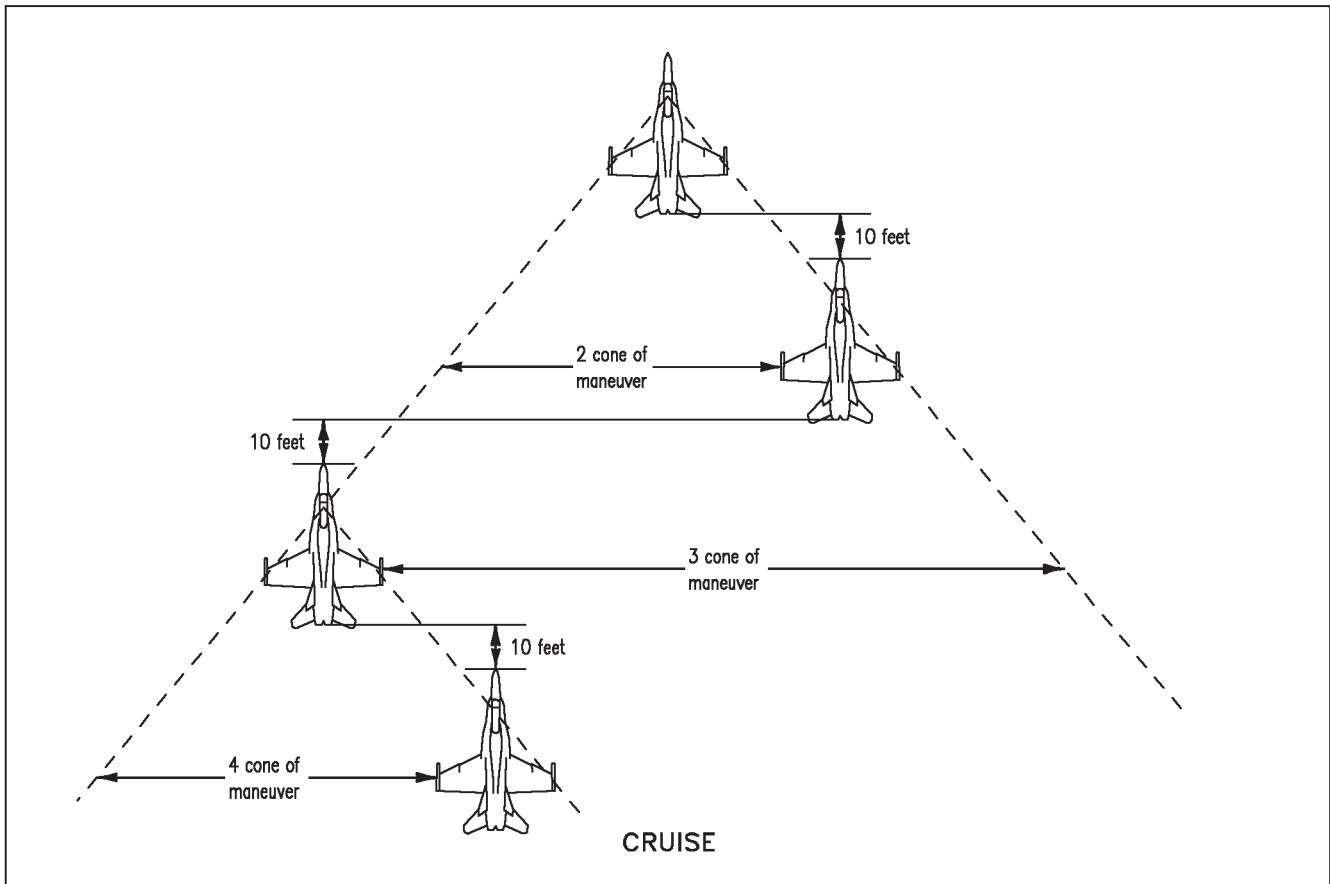 10 feet
2 cone of
maneuver
10 feet
3 cone of
maneuver
10 feet
4 cone of
maneuver
CRUISE